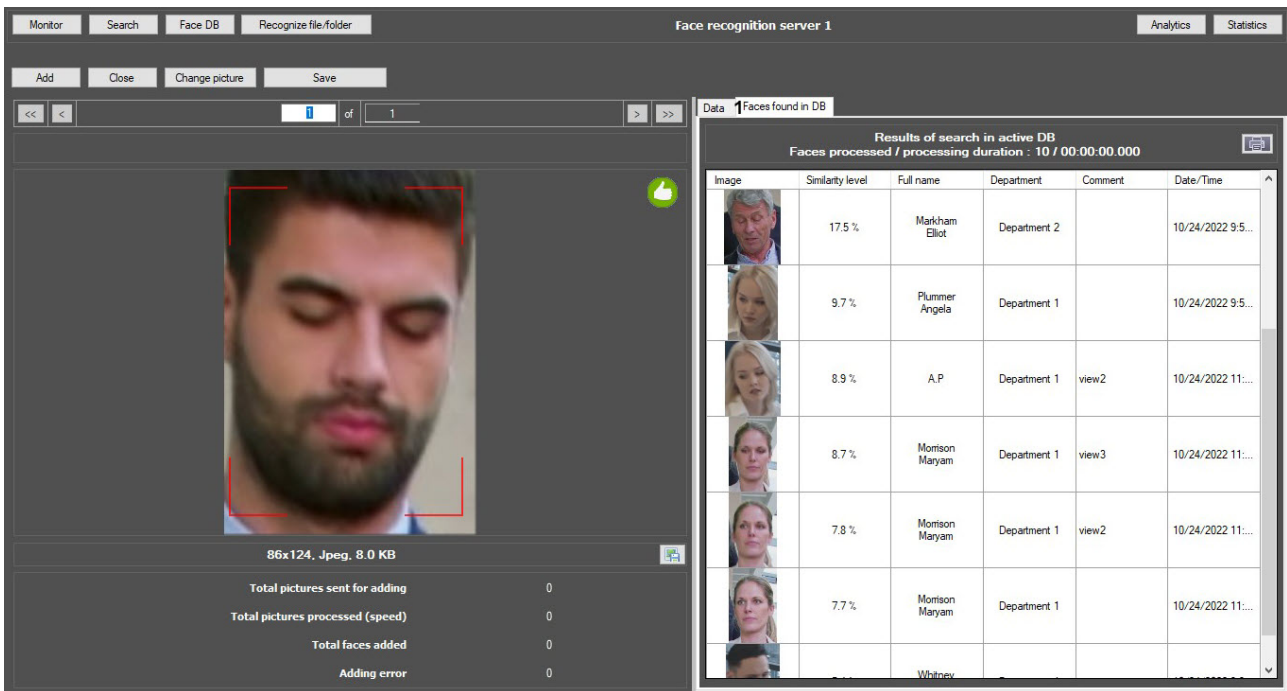 Monitor Search Face DB Recognize file/folder Face recognition server 1 Analytics Statistics
Add Close Change picture Save
<< < 1 of 1 > >>
Data 1 Faces found in DB
Results of search in active DB
Faces processed / processing duration : 10 / 00:00:00.000
Image Similarity level Full name Department Comment Date/Time
17.5 % Markham Elliot Department 2 10/24/2022 9:5...
9.7 % Plummer Angela Department 1 10/24/2022 9:5...
8.9 % A.P Department 1 view2 10/24/2022 11:...
8.7 % Morrison Maryam Department 1 view3 10/24/2022 11:...
7.8 % Morrison Maryam Department 1 view2 10/24/2022 11:...
7.7 % Morrison Maryam Department 1 10/24/2022 11:...
Whitney
86x124, Jpeg, 8.0 KB
Total pictures sent for adding 0
Total pictures processed (speed) 0
Total faces added 0
Adding error 0